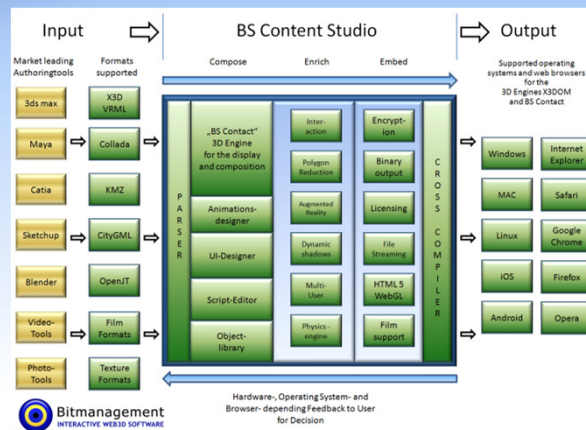 Input
BS Content Studio
Output
Market leading
Authoringtools
Formats
supported
Compose
Enrich
Embed
Supported operating
systems and web browsers
for the
3D Engines X3DOM
and BS Contact
3ds max
Maya
Catia
Sketchup
Blender
Video-
Tools
Photo-
Tools
X3D
VRML
Collada
KMZ
CityGML
OpenJT
Film
Formats
Texture
Formats
PARSER
„BS Contact"
3D Engine
for the display
and composition
Animations-
designer
UI-Designer
Script-Editor
Object-
library
Inter-
action
Polygon
Reduction
Augmented
Reality
Dynamic
shadows
Multi-
User
Physics-
engine
Encrypt-
ion
Binary
output
Licensing
File
Streaming
HTML 5
WebGL
Film
support
CROSS COMPILER
Windows
MAC
Linux
iOS
Android
Internet
Explorer
Safari
Google
Chrome
Firefox
Opera
Hardware-, Operating System- and
Browser- depending Feedback to User
for Decision
Bitmanagement
INTERACTIVE WEB3D SOFTWARE